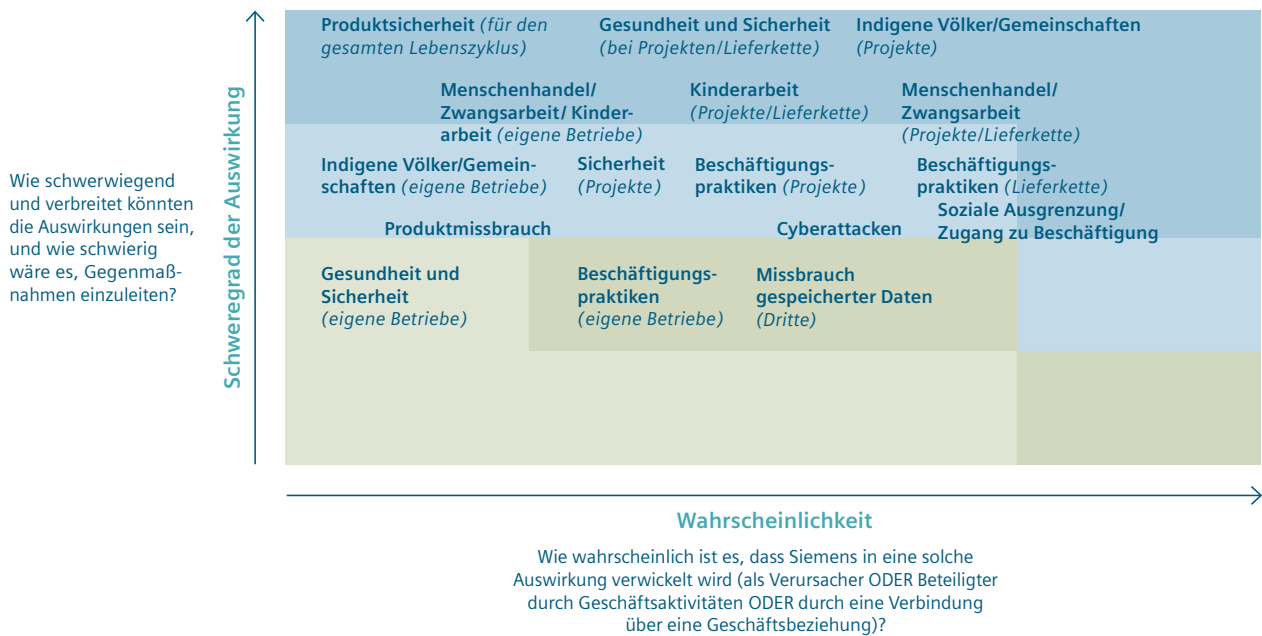 Wie schwerwiegend
und verbreitet könnten
die Auswirkungen sein,
und wie schwierig
wäre es, Gegenmaß-
nahmen einzuleiten?
Schweregrad der Auswirkung
Produktsicherheit (für den
gesamten Lebenszyklus)
Gesundheit und Sicherheit
(bei Projekten/Lieferkette)
Indigene Völker/Gemeinschaften
(Projekte)
Menschenhandel/
Zwangsarbeit/ Kinder-
arbeit (eigene Betriebe)
Kinderarbeit
(Projekte/Lieferkette)
Menschenhandel/
Zwangsarbeit
(Projekte/Lieferkette)
Indigene Völker/Gemein-
schaften (eigene Betriebe)
Sicherheit
(Projekte)
Beschäftigungs-
praktiken (Projekte)
Beschäftigungs-
praktiken (Lieferkette)
Soziale Ausgrenzung/
Zugang zu Beschäftigung
Produktmissbrauch
Cyberattacken
Gesundheit und
Sicherheit
(eigene Betriebe)
Beschäftigungs-
praktiken
(eigene Betriebe)
Missbrauch
gespeicherter Daten
(Dritte)
Wahrscheinlichkeit
Wie wahrscheinlich ist es, dass Siemens in eine solche
Auswirkung verwickelt wird (als Verursacher ODER Beteiligter
durch Geschäftsaktivitäten ODER durch eine Verbindung
über eine Geschäftsbeziehung)?